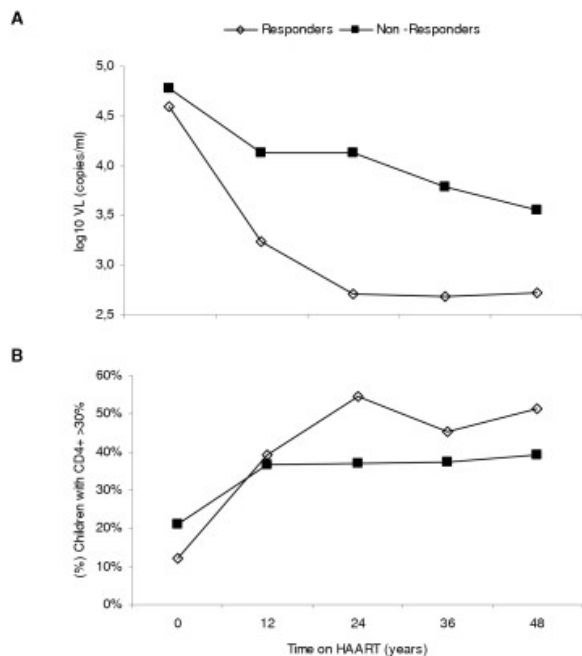 A
Responders Non -Responders
5,0
4,5
4,0
3,5
3,0
2,5
log10 VL (copies/ml)
B
60%
50%
40%
30%
20%
10%
0%
(%) Children with CD4+ >30%
0 12 24 36 48
Time on HAART (years)